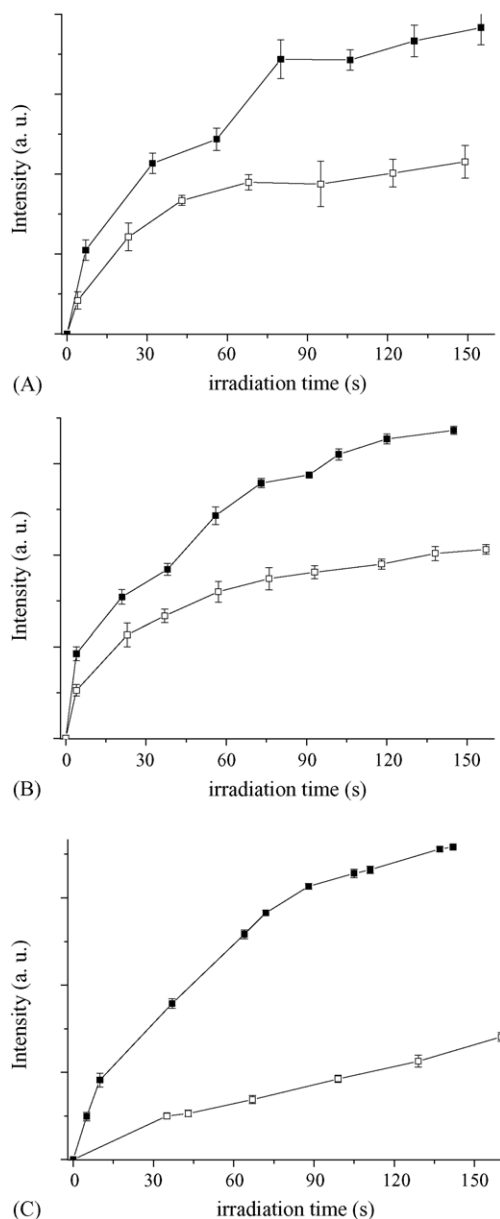 Intensity (a. u.)
0 30 60 90 120 150
irradiation time (s)
(A)
Intensity (a. u.)
0 30 60 90 120 150
irradiation time (s)
(B)
Intensity (a. u.)
0 30 60 90 120 150
irradiation time (s)
(C)